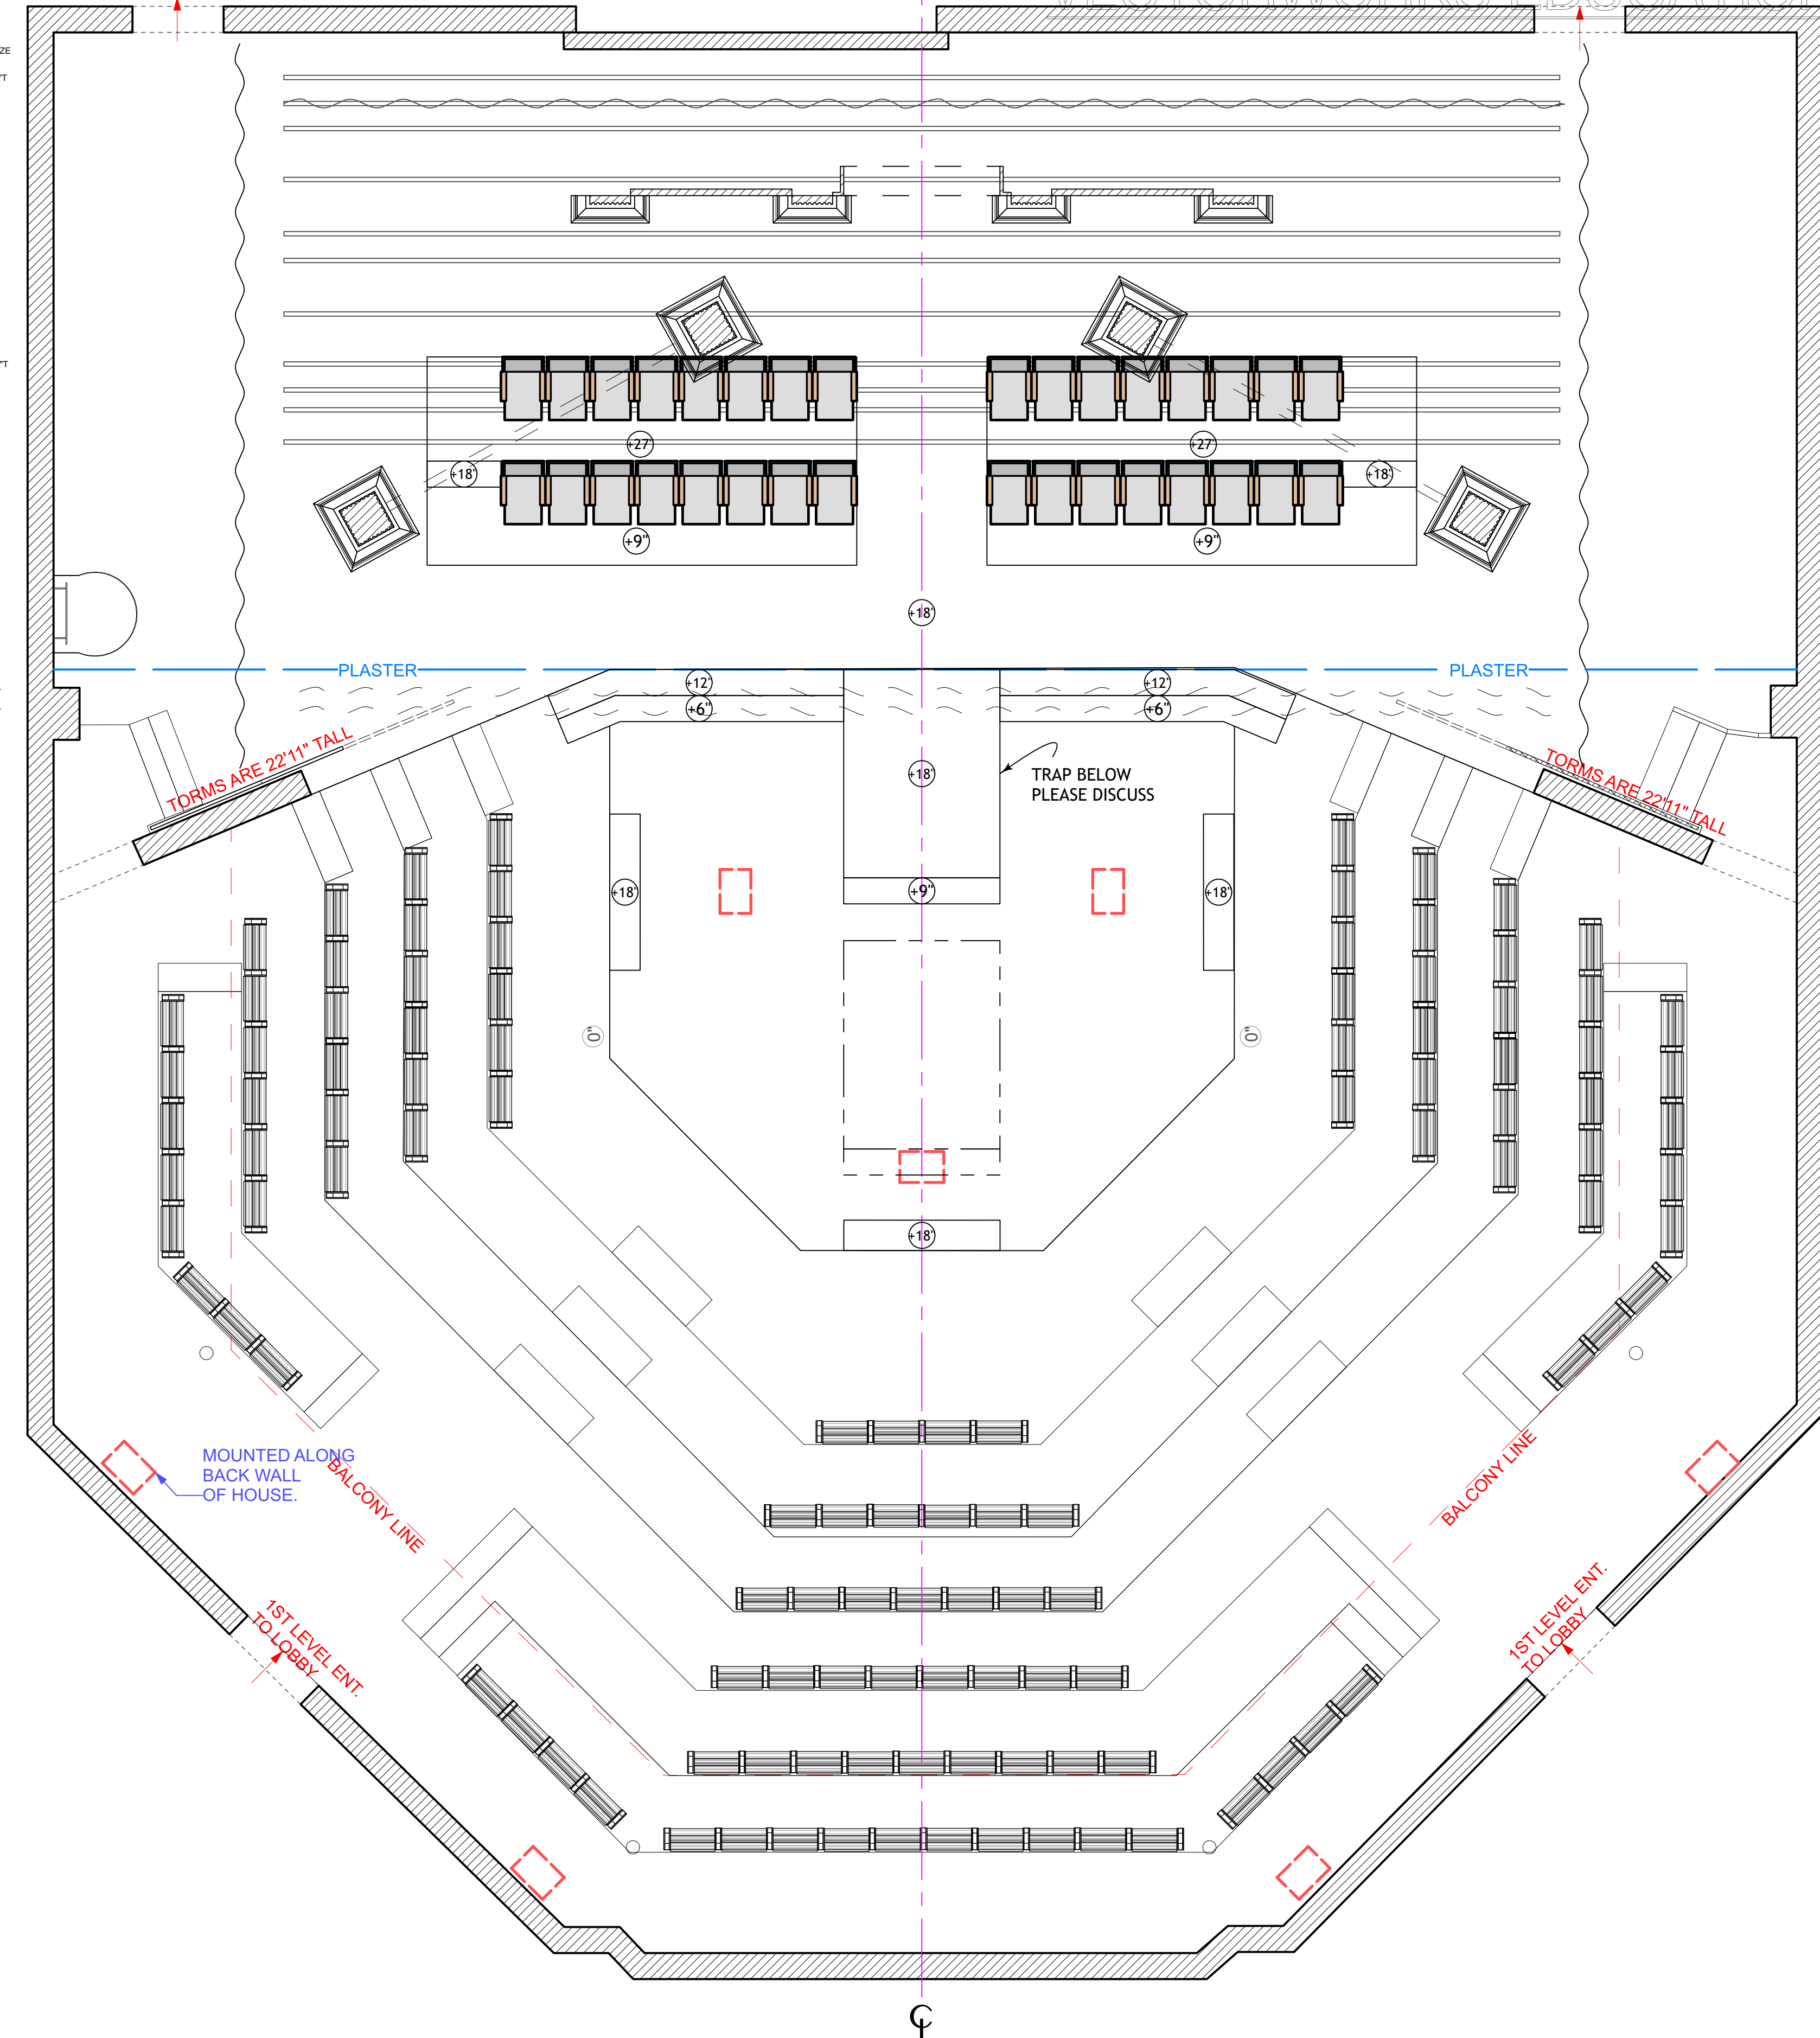 ZE
"T
"T
+27'
+27'
+18'
+18'
+9"
+9"
+18'
PLASTER
PLASTER
+12'
+12'
+6"
+6"
TORMS ARE 22'11" TALL
TORMS ARE 22'11" TALL
+18'
TRAP BELOW
PLEASE DISCUSS
+18'
+9"
+18'
0"
0"
+18'
MOUNTED ALONG
BACK WALL
OF HOUSE.
BALCONY LINE
BALCONY LINE
1ST LEVEL ENT.
TO LOBBY
1ST LEVEL ENT.
TO LOBBY
℄